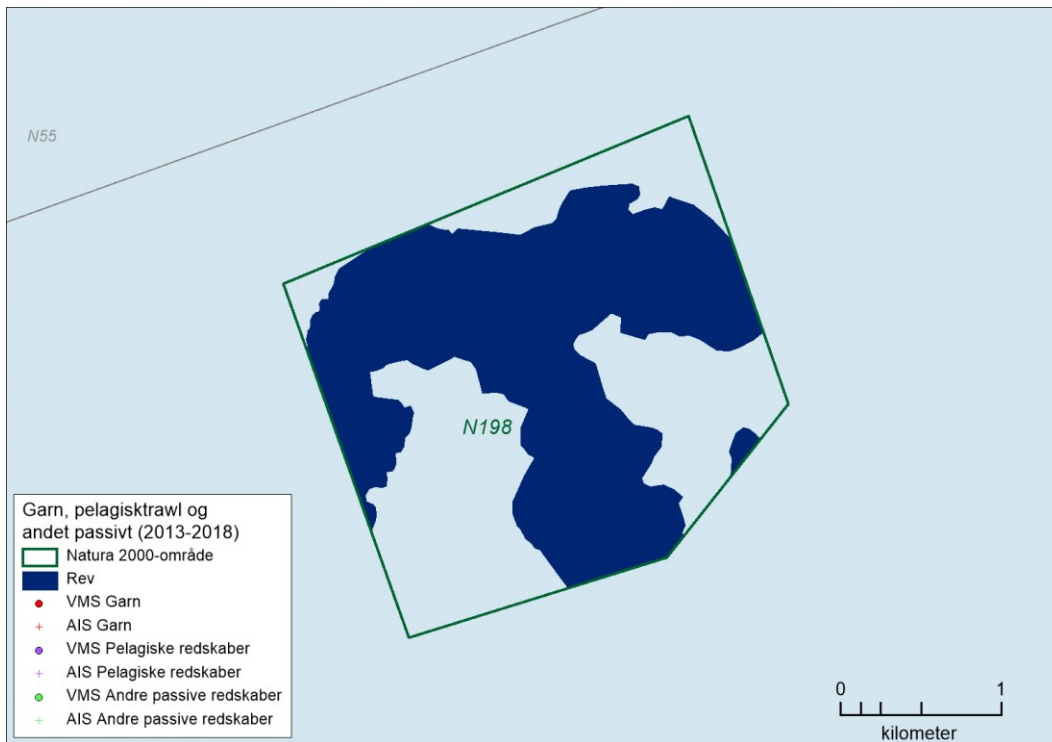 N55
N198
Garn, pelagisktrawl og
andet passivt (2013-2018)
Natura 2000-område
Rev
VMS Garn
AIS Garn
VMS Pelagiske redskaber
AIS Pelagiske redskaber
VMS Andre passive redskaber
AIS Andre passive redskaber
0 1
kilometer